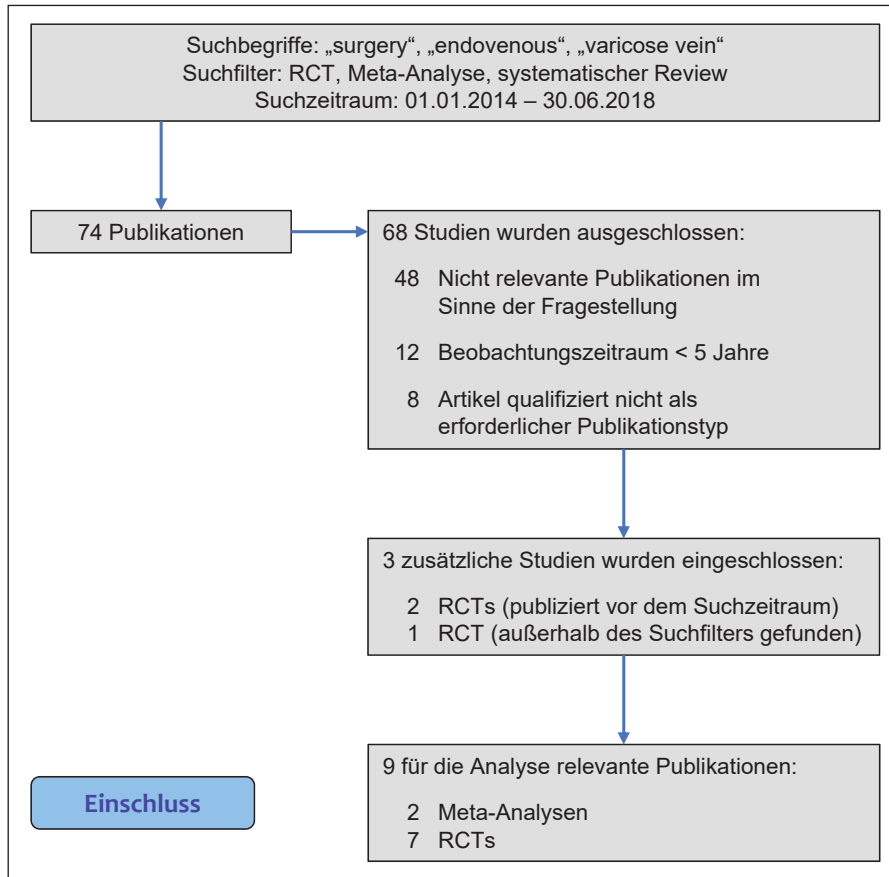 Suchbegriffe: „surgery“, „endovenous“, „varicose vein“
Suchfilter: RCT, Meta-Analyse, systematischer Review
Suchzeitraum: 01.01.2014 – 30.06.2018
74 Publikationen
68 Studien wurden ausgeschlossen:
48 Nicht relevante Publikationen im
Sinne der Fragestellung
12 Beobachtungszeitraum < 5 Jahre
8 Artikel qualifiziert nicht als
erforderlicher Publikationstyp
3 zusätzliche Studien wurden eingeschlossen:
2 RCTs (publiziert vor dem Suchzeitraum)
1 RCT (außerhalb des Suchfilters gefunden)
9 für die Analyse relevante Publikationen:
2 Meta-Analysen
7 RCTs
Einschluss